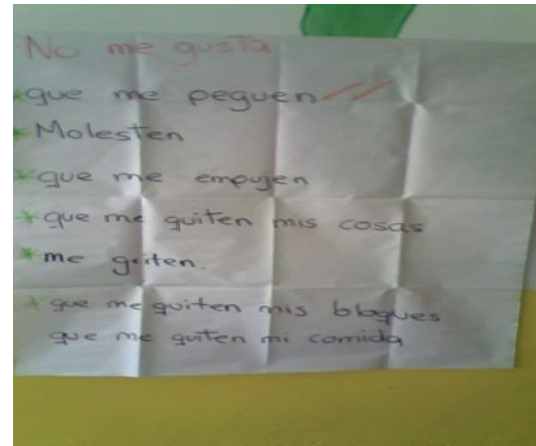 No me gusta
* que me peguen //
* Molesten
* que me empujen
* que me quiten mis cosas
* me griten.
* que me quiten mis bloques
que me quiten mi comida